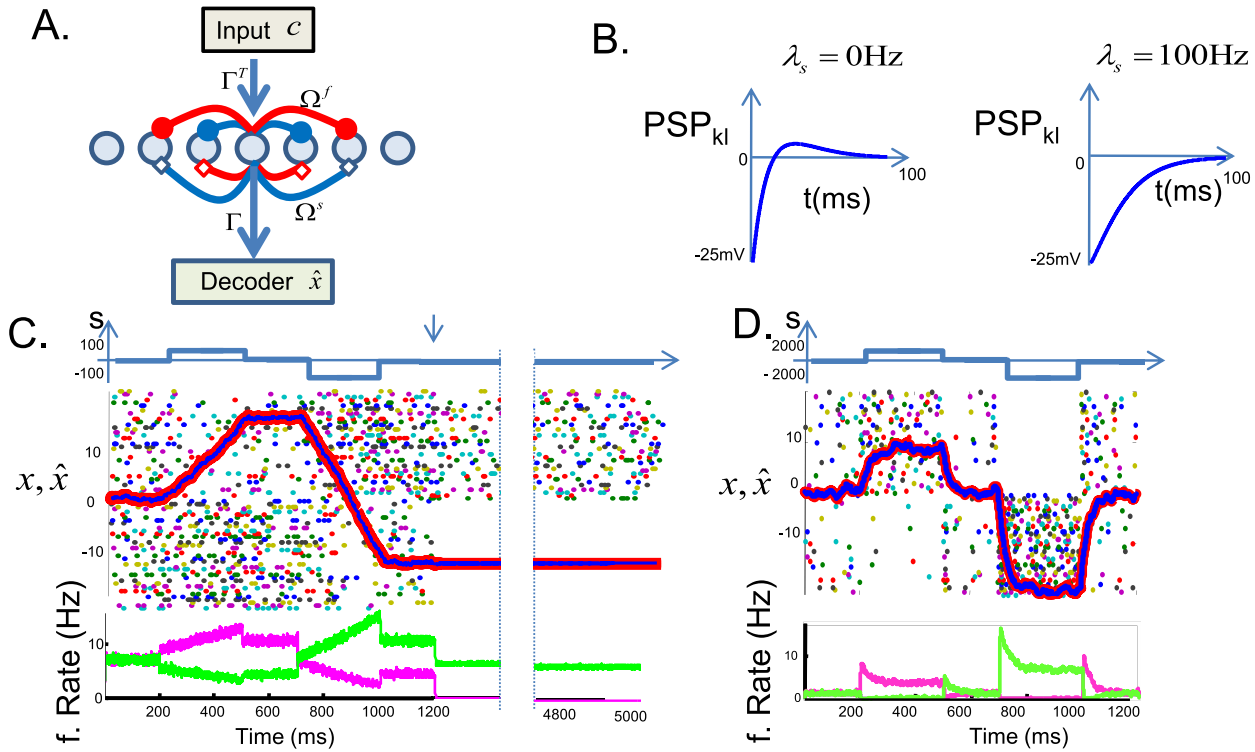 A.
Input c
Γ^T
Ω^f
Γ
Ω^s
Decoder x̂
B.
λ_s = 0Hz
PSP_kl
0
t(ms)
100
-25mV
λ_s = 100Hz
PSP_kl
0
t(ms)
100
-25mV
C.
s
100
-100
10
x, x̂
0
-10
f. Rate (Hz)
10
0
200 400 600 800 1000 1200 4800 5000
Time (ms)
D.
s
2000
- 2000
10
x, x̂
0
-10
f. Rate (Hz)
10
0
200 400 600 800 1000 1200
Time (ms)